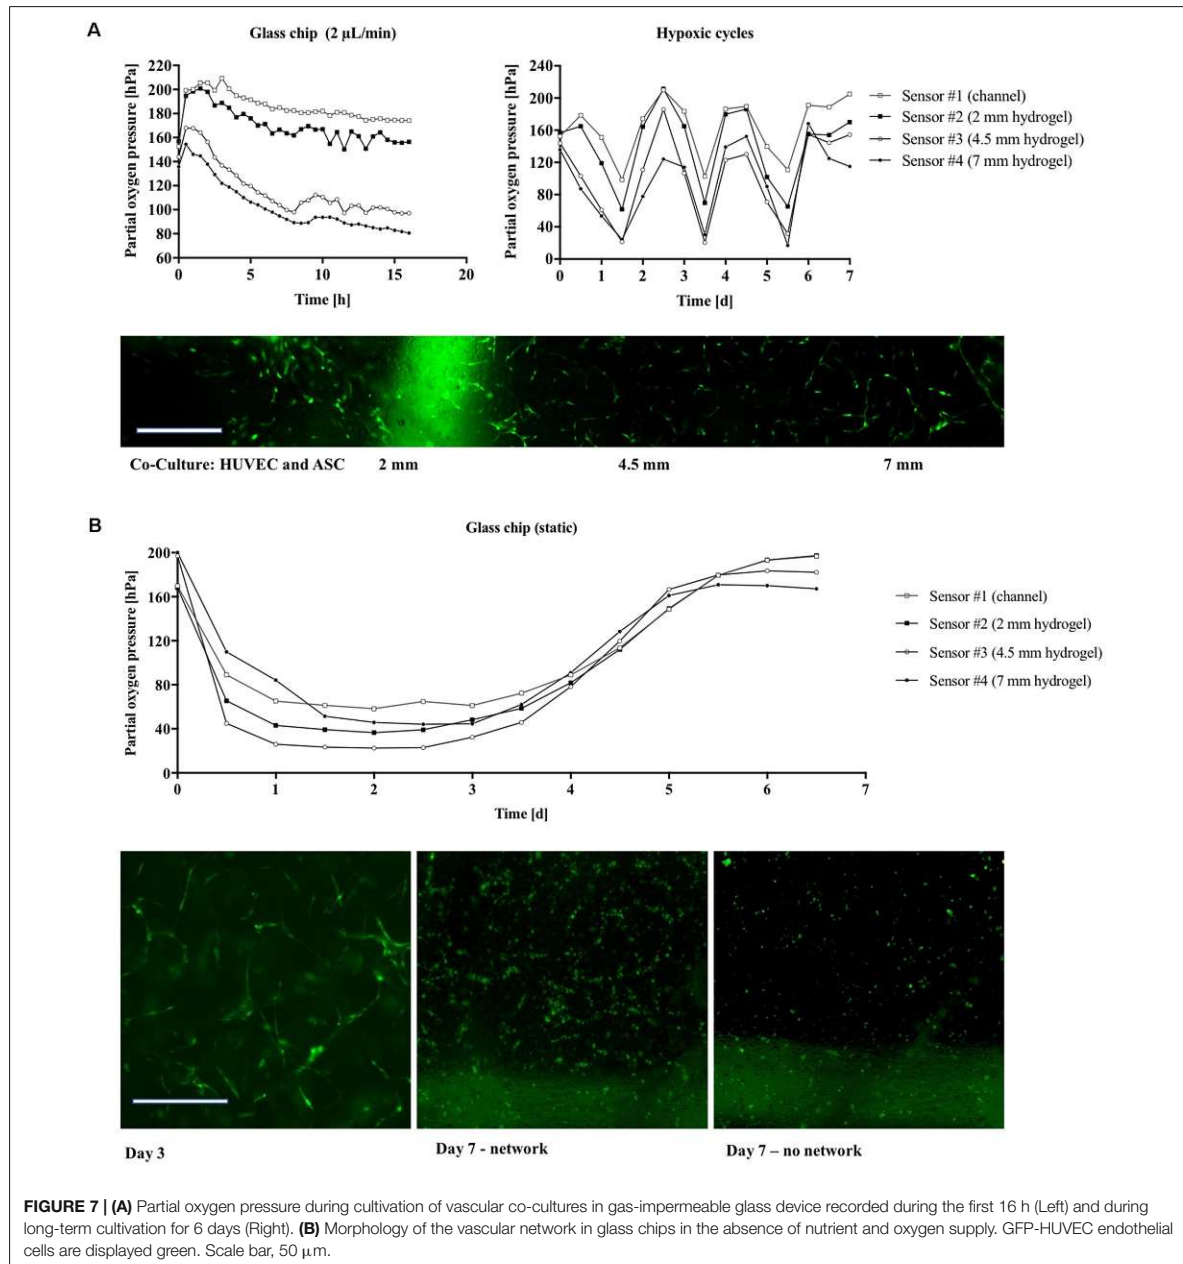 A
Glass chip (2 µL/min)
Partial oxygen pressure [hPa]
220
200
180
160
140
120
100
80
60
0
5
10
15
20
Time [h]
Hypoxic cycles
Partial oxygen pressure [hPa]
240
200
160
120
80
40
0
0
1
2
3
4
5
6
7
Time [d]
Sensor #1 (channel)
Sensor #2 (2 mm hydrogel)
Sensor #3 (4.5 mm hydrogel)
Sensor #4 (7 mm hydrogel)
Co-Culture: HUVEC and ASC
2 mm
4.5 mm
7 mm
B
Glass chip (static)
Partial oxygen pressure [hPa]
200
160
120
80
40
0
0
1
2
3
4
5
6
7
Time [d]
Sensor #1 (channel)
Sensor #2 (2 mm hydrogel)
Sensor #3 (4.5 mm hydrogel)
Sensor #4 (7 mm hydrogel)
Day 3
Day 7 - network
Day 7 – no network
FIGURE 7 | (A) Partial oxygen pressure during cultivation of vascular co-cultures in gas-impermeable glass device recorded during the first 16 h (Left) and during
long-term cultivation for 6 days (Right). (B) Morphology of the vascular network in glass chips in the absence of nutrient and oxygen supply. GFP-HUVEC endothelial
cells are displayed green. Scale bar, 50 µm.